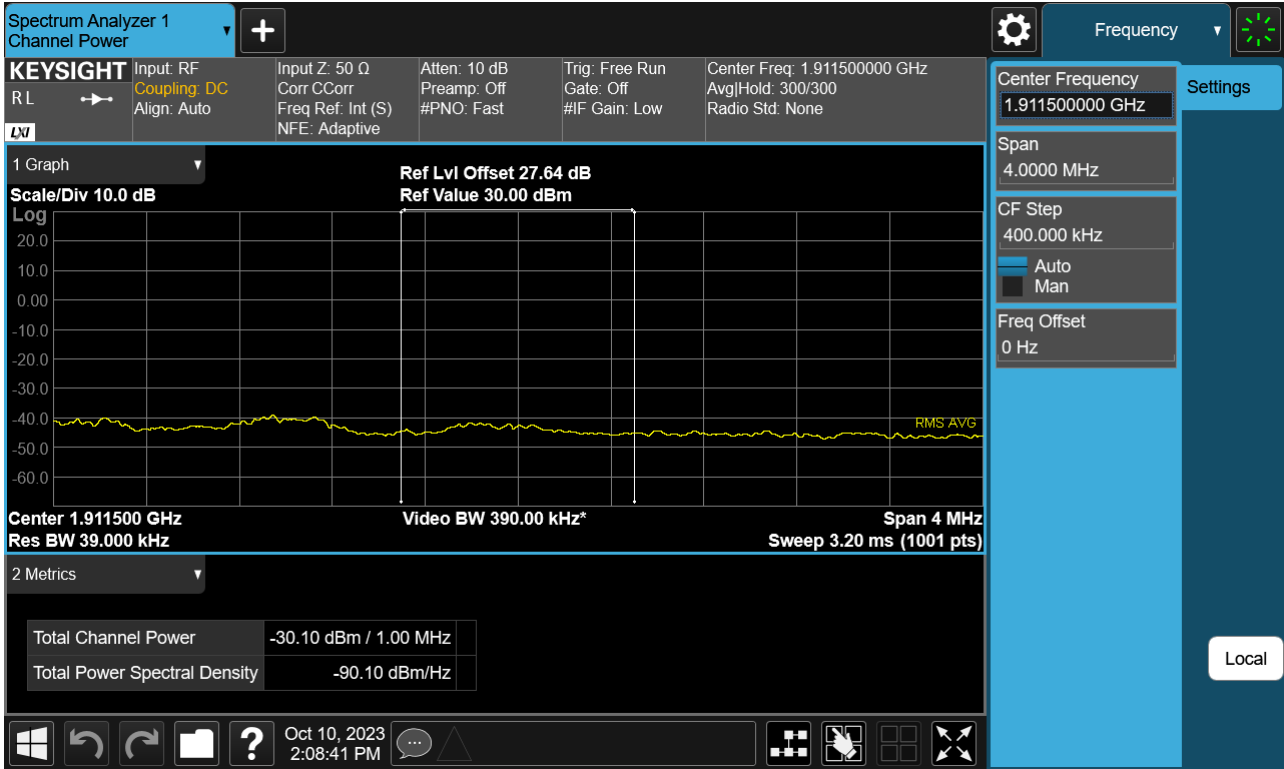 Spectrum Analyzer 1
Channel Power
+
Frequency
KEYSIGHT
R L
LXI
Input: RF
Coupling: DC
Align: Auto
Input Z: 50 Ω
Corr CCorr
Freq Ref: Int (S)
NFE: Adaptive
Atten: 10 dB
Preamp: Off
#PNO: Fast
Trig: Free Run
Gate: Off
#IF Gain: Low
Center Freq: 1.911500000 GHz
Avg|Hold: 300/300
Radio Std: None
1 Graph
Scale/Div 10.0 dB
Ref Lvl Offset 27.64 dB
Ref Value 30.00 dBm
Log
20.0
10.0
0.00
-10.0
-20.0
-30.0
-40.0
-50.0
-60.0
RMS AVG
Center 1.911500 GHz
Video BW 390.00 kHz*
Span 4 MHz
Res BW 39.000 kHz
Sweep 3.20 ms (1001 pts)
2 Metrics
Total Channel Power -30.10 dBm / 1.00 MHz
Total Power Spectral Density -90.10 dBm/Hz
Center Frequency
1.911500000 GHz
Span
4.0000 MHz
CF Step
400.000 kHz
Auto
Man
Freq Offset
0 Hz
Settings
Local
?
Oct 10, 2023
2:08:41 PM